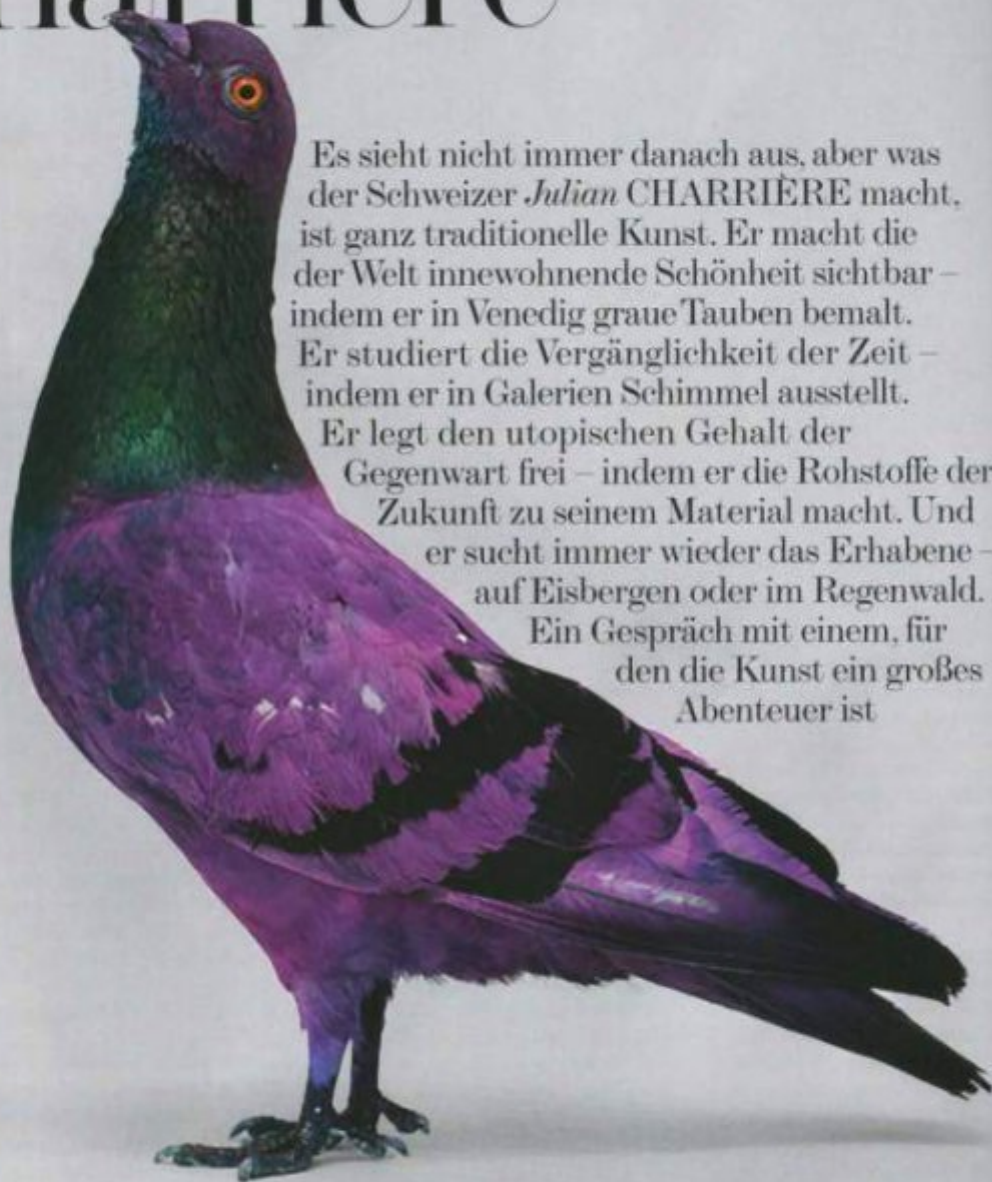 Es sieht nicht immer danach aus, aber was
der Schweizer Julian CHARRIÈRE macht,
ist ganz traditionelle Kunst. Er macht die
der Welt innewohnende Schönheit sichtbar –
indem er in Venedig graue Tauben bemalt.
Er studiert die Vergänglichkeit der Zeit –
indem er in Galerien Schimmel ausstellt.
Er legt den utopischen Gehalt der
Gegenwart frei – indem er die Rohstoffe der
Zukunft zu seinem Material macht. Und
er sucht immer wieder das Erhabene –
auf Eisbergen oder im Regenwald.
Ein Gespräch mit einem, für
den die Kunst ein großes
Abenteuer ist